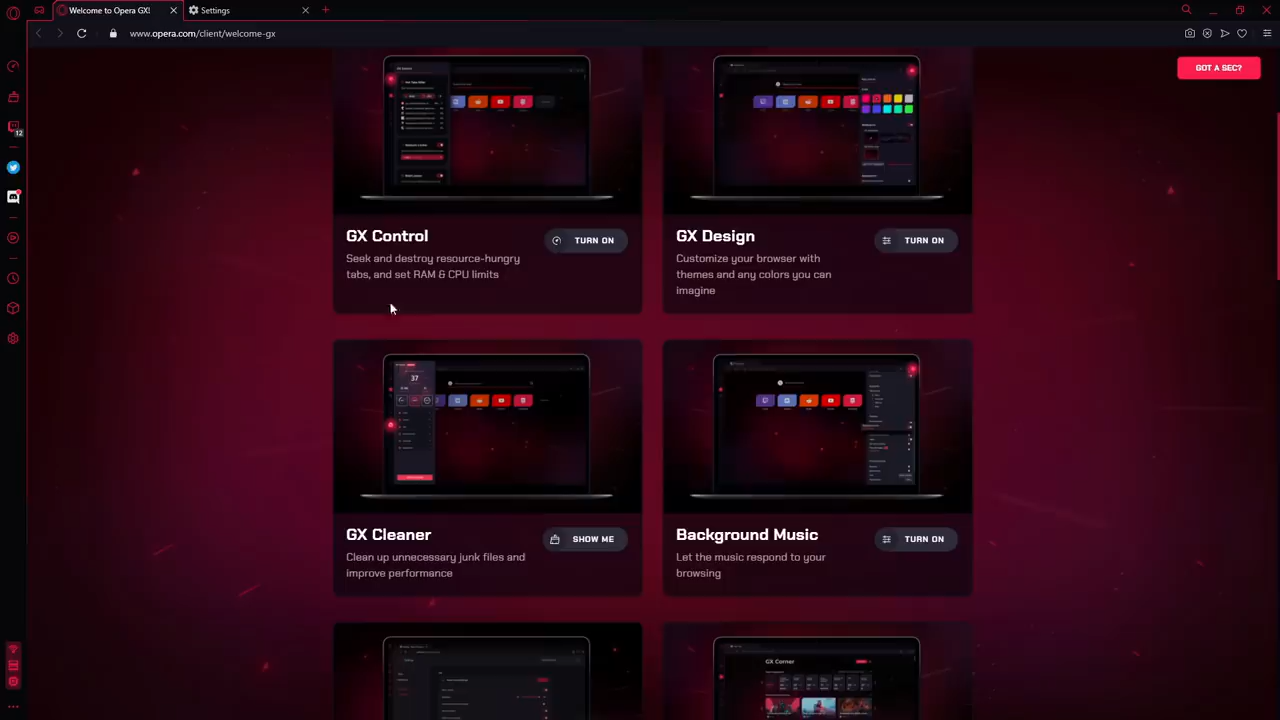 Welcome to Opera GX!
Settings
www.opera.com/client/welcome-gx
GOT A SEC?
12
GX Control
TURN ON
Seek and destroy resource-hungry
tabs, and set RAM & CPU limits
GX Design
TURN ON
Customize your browser with
themes and any colors you can
imagine
37
GX Cleaner
SHOW ME
Clean up unnecessary junk files and
improve performance
Background Music
TURN ON
Let the music respond to your
browsing
GX Corner